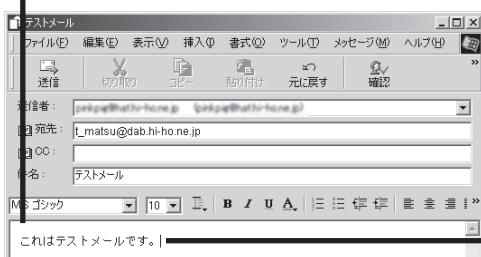 テストメール
ファイル(F) 編集(E) 表示(V) 挿入(I) 書式(O) ツール(T) メッセージ(M) ヘルプ(H)
送信 切り取り コピー 貼り付け 元に戻す 確認 »
送信者:
宛先: t_matsu@dab.hi-ho.ne.jp
CC:
件名: テストメール
MS ゴシック 10 B I U A »
これはテストメールです。